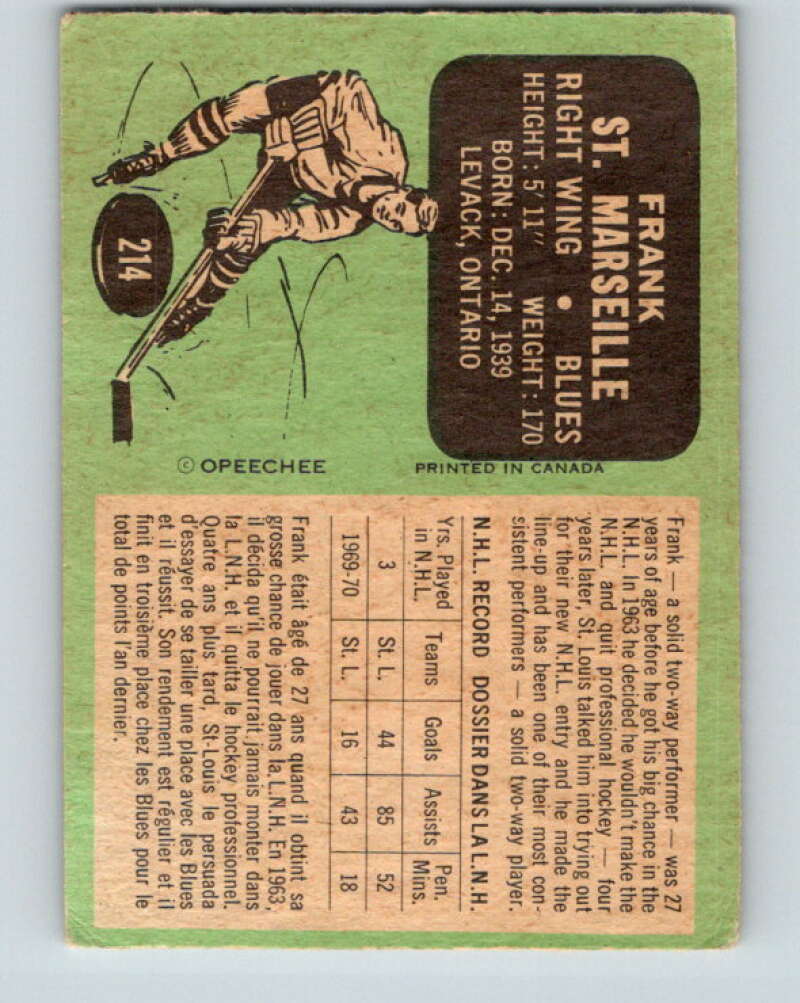 FRANK
ST. MARSEILLE
RIGHT WING • BLUES
HEIGHT: 5'11" WEIGHT: 170
BORN: DEC. 14, 1939
LEVACK, ONTARIO
214
© OPEECHEE
PRINTED IN CANADA
Frank — a solid two-way performer — was 27
years of age before he got his big chance in the
N.H.L. In 1963 he decided he wouldn't make the
N.H.L. and quit professional hockey — four
years later, St. Louis talked him into trying out
for their new N.H.L. entry and he made the
line-up and has been one of their most con-
sistent performers — a solid two-way player.
N.H.L. RECORD DOSSIER DANS LA L.N.H.
Yrs. Played in N.H.L. Teams Goals Assists Pen. Mins.
3 St. L. 44 85 52
1969-70 St. L. 16 43 18
Frank était âgé de 27 ans quand il obtint sa
grosse chance de jouer dans la L.N.H. En 1963,
il décida qu'il ne pourrait jamais monter dans
la L.N.H. et il quitta le hockey professionnel.
Quatre ans plus tard, St-Louis le persuada
d'essayer de se tailler une place avec les Blues
et il réussit. Son rendement est régulier et il
finit en troisième place chez les Blues pour le
total de points l'an dernier.